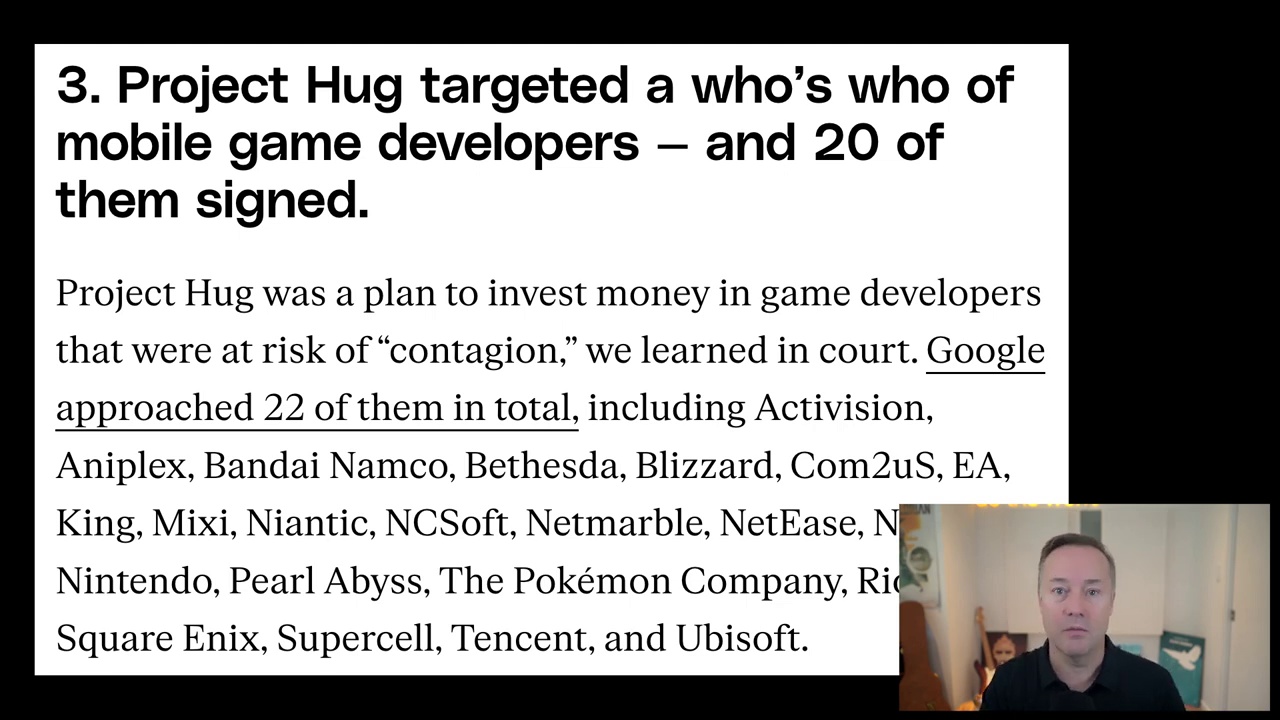 3. Project Hug targeted a who’s who of
mobile game developers — and 20 of
them signed.
Project Hug was a plan to invest money in game developers
that were at risk of “contagion,” we learned in court. Google
approached 22 of them in total, including Activision,
Aniplex, Bandai Namco, Bethesda, Blizzard, Com2uS, EA,
King, Mixi, Niantic, NCSoft, Netmarble, NetEase,
Nintendo, Pearl Abyss, The Pokémon Company,
Square Enix, Supercell, Tencent, and Ubisoft.